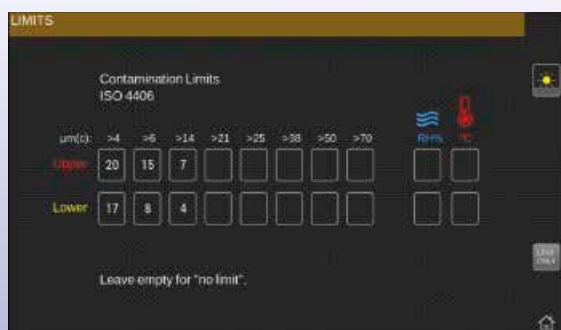 LIMITS
Contamination Limits
ISO 4406
um(c): >4 >6 >14 >21 >25 >38 >50 >70 RH% °C
Upper 20 15 7
Lower 17 8 4
Leave empty for "no limit".